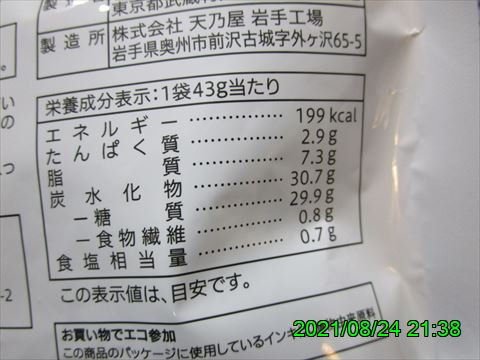 東京都武蔵
製造所 株式会社 天乃屋 岩手工場
岩手県奥州市前沢古城字外ヶ沢65-5
い
の
つ
栄養成分表示:1袋43g当たり
エネルギー 199 kcal
たんぱく質 2.9g
脂質 7.3g
炭水化物 30.7g
ー糖質 29.9g
ー食物繊維 0.8g
食塩相当量 0.7g
この表示値は、目安です。
-2
お買い物でエコ参加
この商品のパッケージに使用しているインキ
原料
2021/08/24 21:38